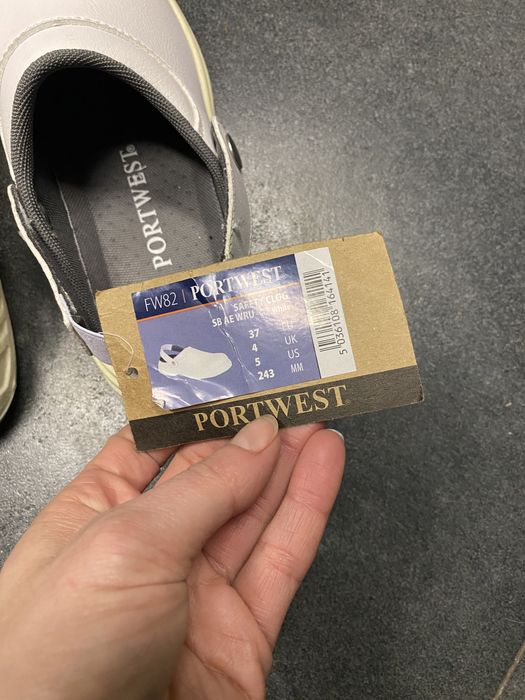 PORTWEST®
FW82 | PORTWEST
SAFETY CLOG
SB AE WRU White
37 EU
4 UK
5 US
243 MM
5 036108 164141
PORTWEST